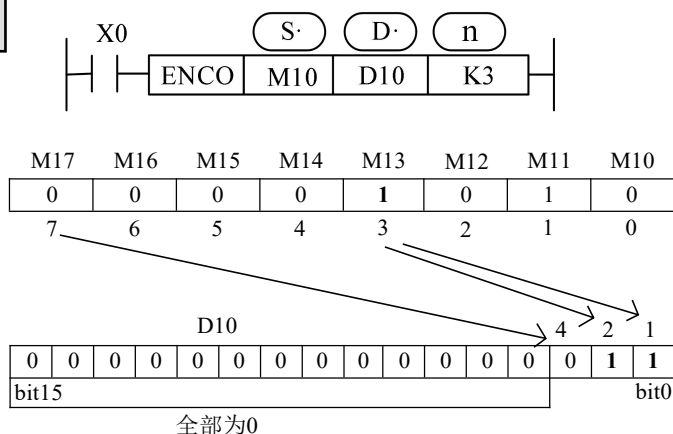 X0 S· D· n
ENCO M10 D10 K3
M17 M16 M15 M14 M13 M12 M11 M10
0 0 0 0 1 0 1 0
7 6 5 4 3 2 1 0
D10 4 2 1
0 0 0 0 0 0 0 0 0 0 0 0 0 0 1 1
bit15 bit0
全部为0